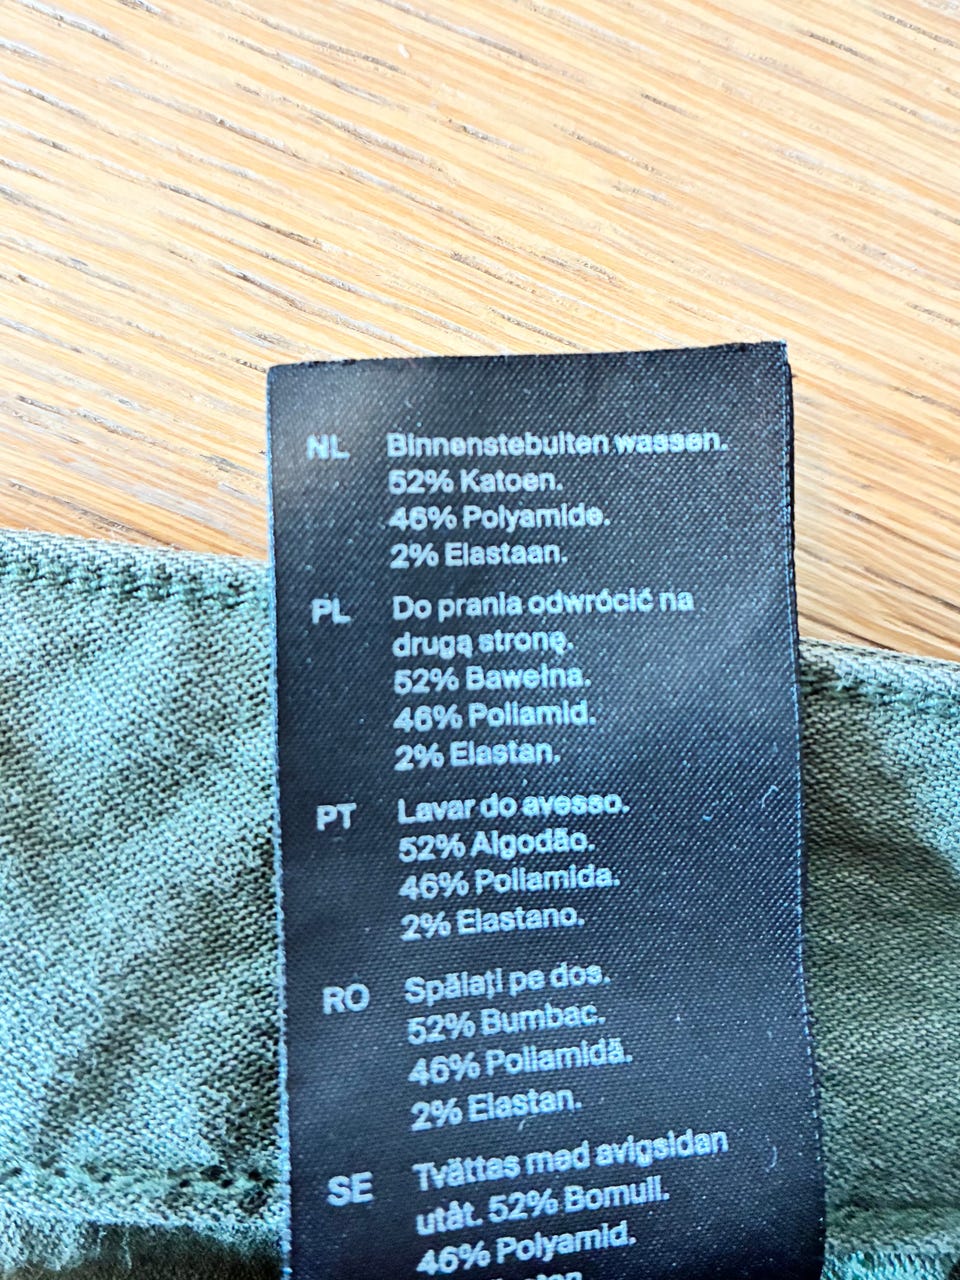 NL Binnenstebuiten wassen.
52% Katoen.
46% Polyamide.
2% Elastaan.
PL Do prania odwrócić na
drugą stronę.
52% Bawełna.
46% Poliamid.
2% Elastan.
PT Lavar do avesso.
52% Algodão.
46% Poliamida.
2% Elastano.
RO Spălați pe dos.
52% Bumbac.
46% Poliamidă.
2% Elastan.
SE Tvättas med avigsidan
utåt. 52% Bomull.
46% Polyamid.